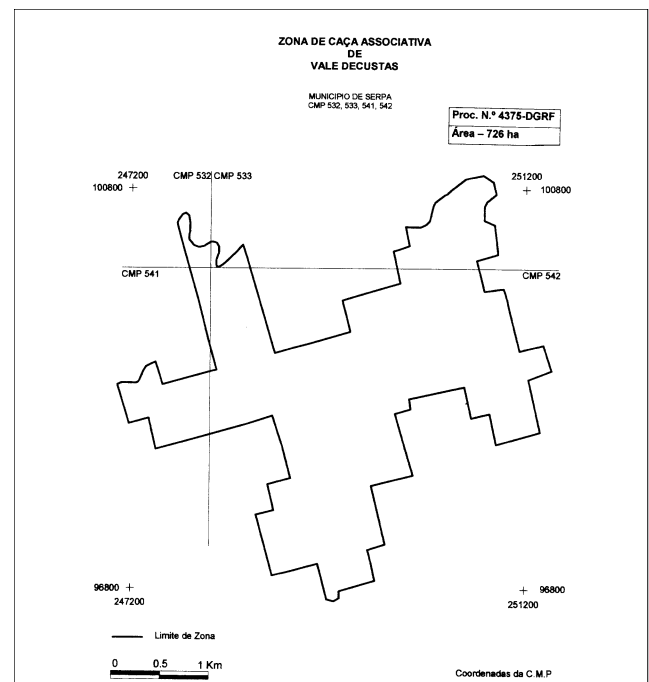 ZONA DE CAÇA ASSOCIATIVA
DE
VALE DECUSTAS
MUNICIPIO DE SERPA
CMP 532, 533, 541, 542
Proc. N.º 4375-DGRF
Área – 726 ha
247200
100800
CMP 532
CMP 533
251200
100800
CMP 541
CMP 542
96800
247200
96800
251200
Limite de Zona
0 0.5 1 Km
Coordenadas da C.M.P